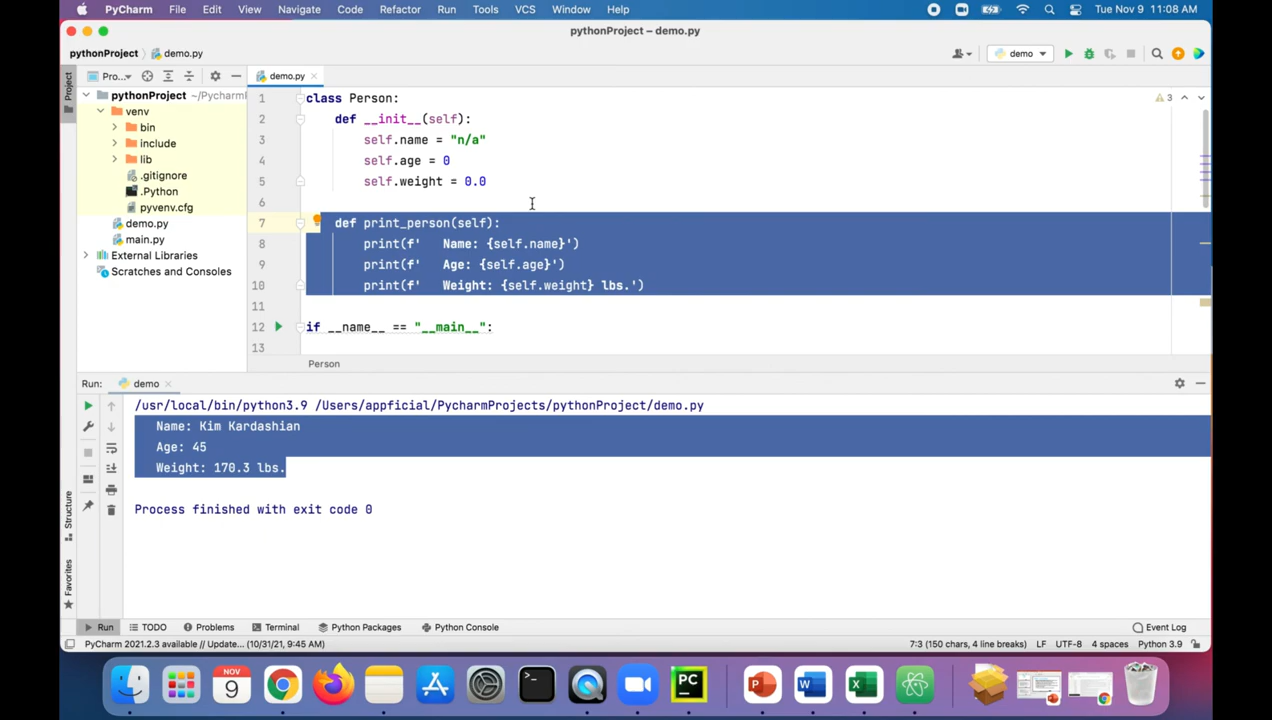 PyCharm File Edit View Navigate Code Refactor Run Tools VCS Window Help Tue Nov 9 11:08 AM
pythonProject – demo.py
pythonProject demo.py demo
Project Pro... demo.py
pythonProject ~/Pycharm
venv
bin
include
lib
.gitignore
.Python
pyvenv.cfg
demo.py
main.py
External Libraries
Scratches and Consoles
3
1 class Person:
2 def __init__(self):
3 self.name = "n/a"
4 self.age = 0
5 self.weight = 0.0
6
7 def print_person(self):
8 print(f'   Name: {self.name}')
9 print(f'   Age: {self.age}')
10 print(f'   Weight: {self.weight} lbs.')
11
12 if __name__ == "__main__":
13
Person
Run: demo
/usr/local/bin/python3.9 /Users/appficial/PycharmProjects/pythonProject/demo.py
Name: Kim Kardashian
Age: 45
Weight: 170.3 lbs.
Process finished with exit code 0
Structure
Favorites
Run TODO Problems Terminal Python Packages Python Console Event Log
PyCharm 2021.2.3 available // Update... (10/31/21, 9:45 AM) 7:3 (150 chars, 4 line breaks) LF UTF-8 4 spaces Python 3.9
NOV
9
PC